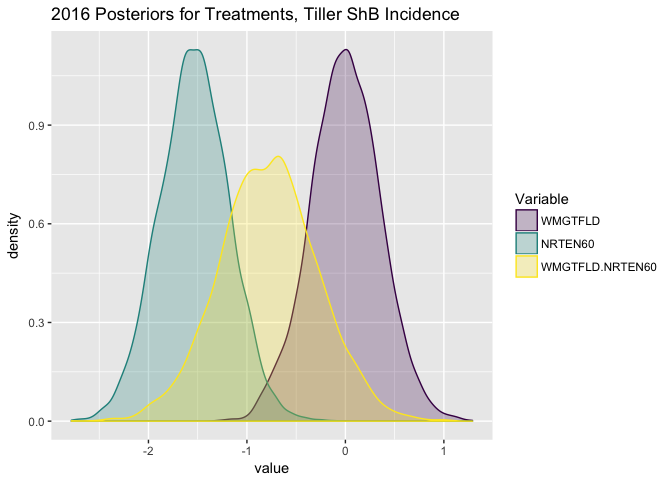 2016 Posteriors for Treatments, Tiller ShB Incidence
density
0.9
0.6
0.3
0.0
-2
-1
0
1
value
Variable
WMGTFLD
NRTEN60
WMGTFLD.NRTEN60